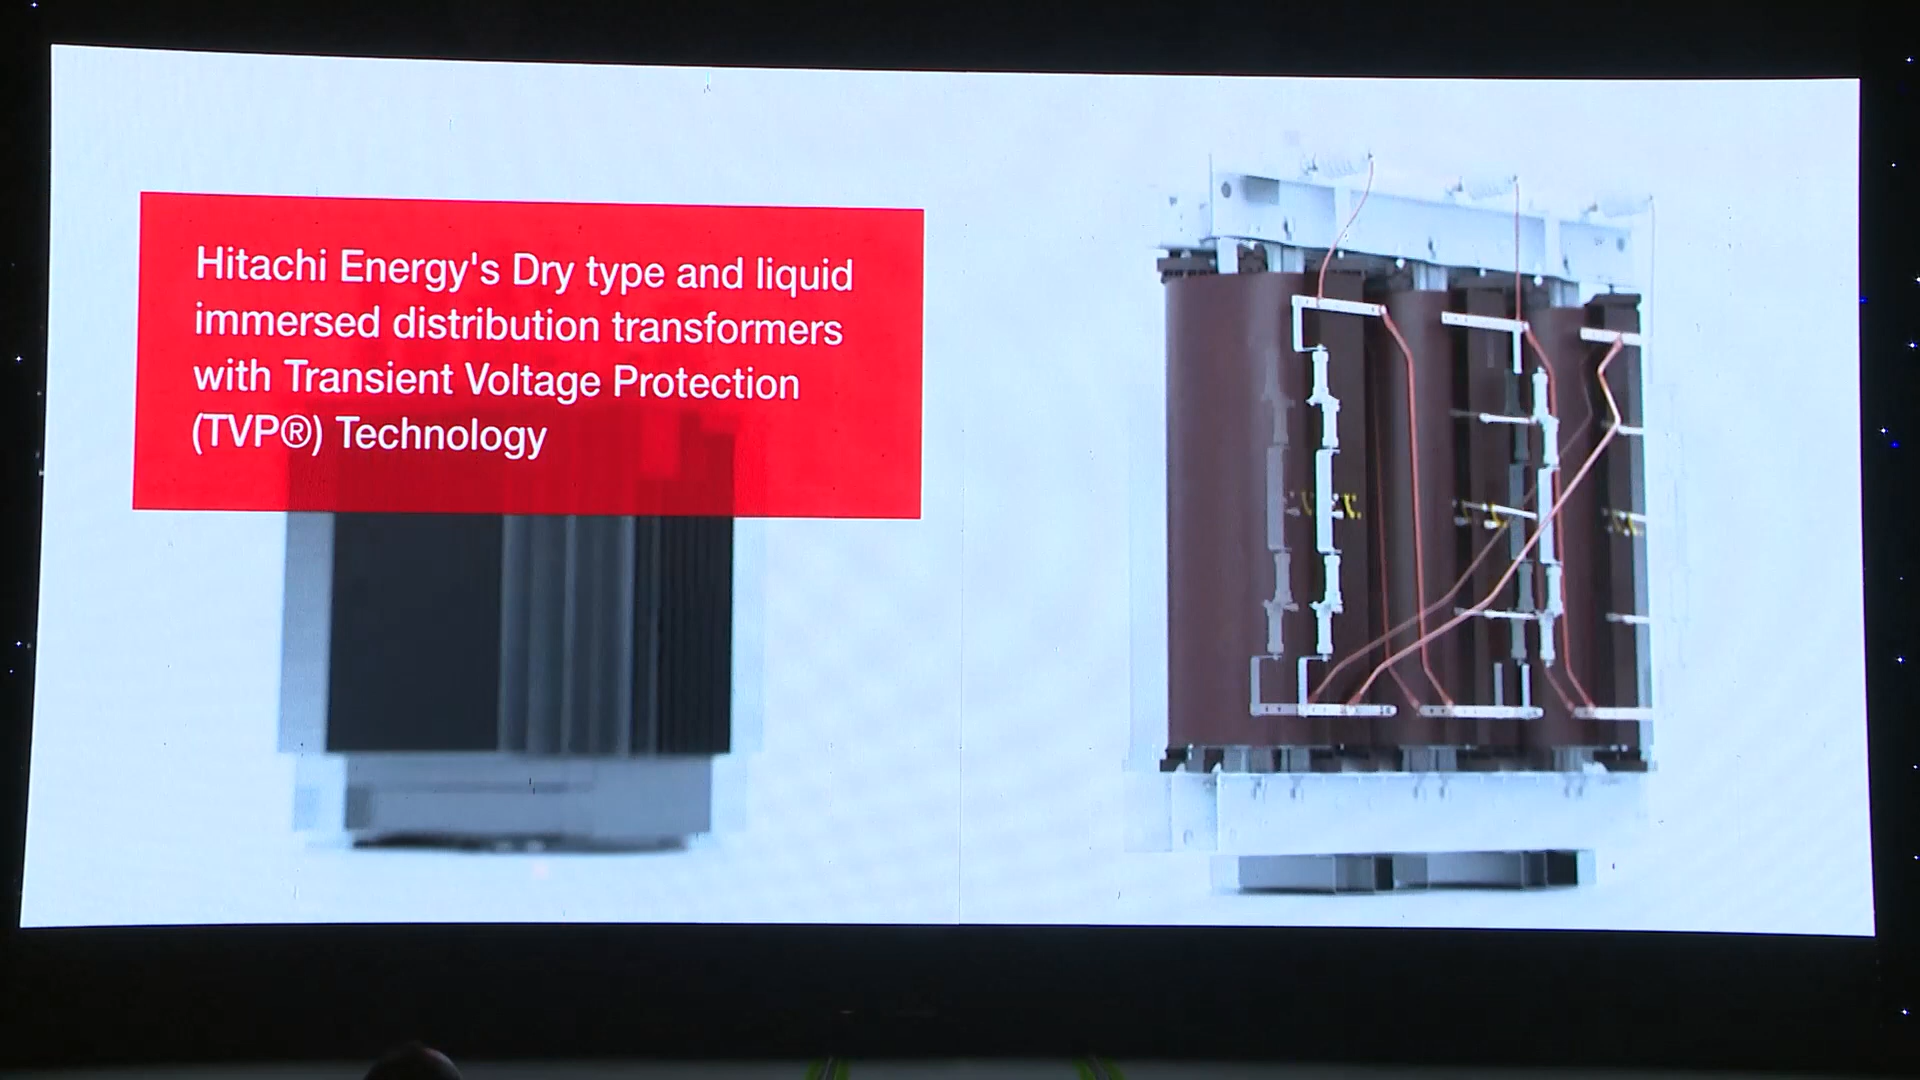 Hitachi Energy's Dry type and liquid
immersed distribution transformers
with Transient Voltage Protection
(TVP®) Technology